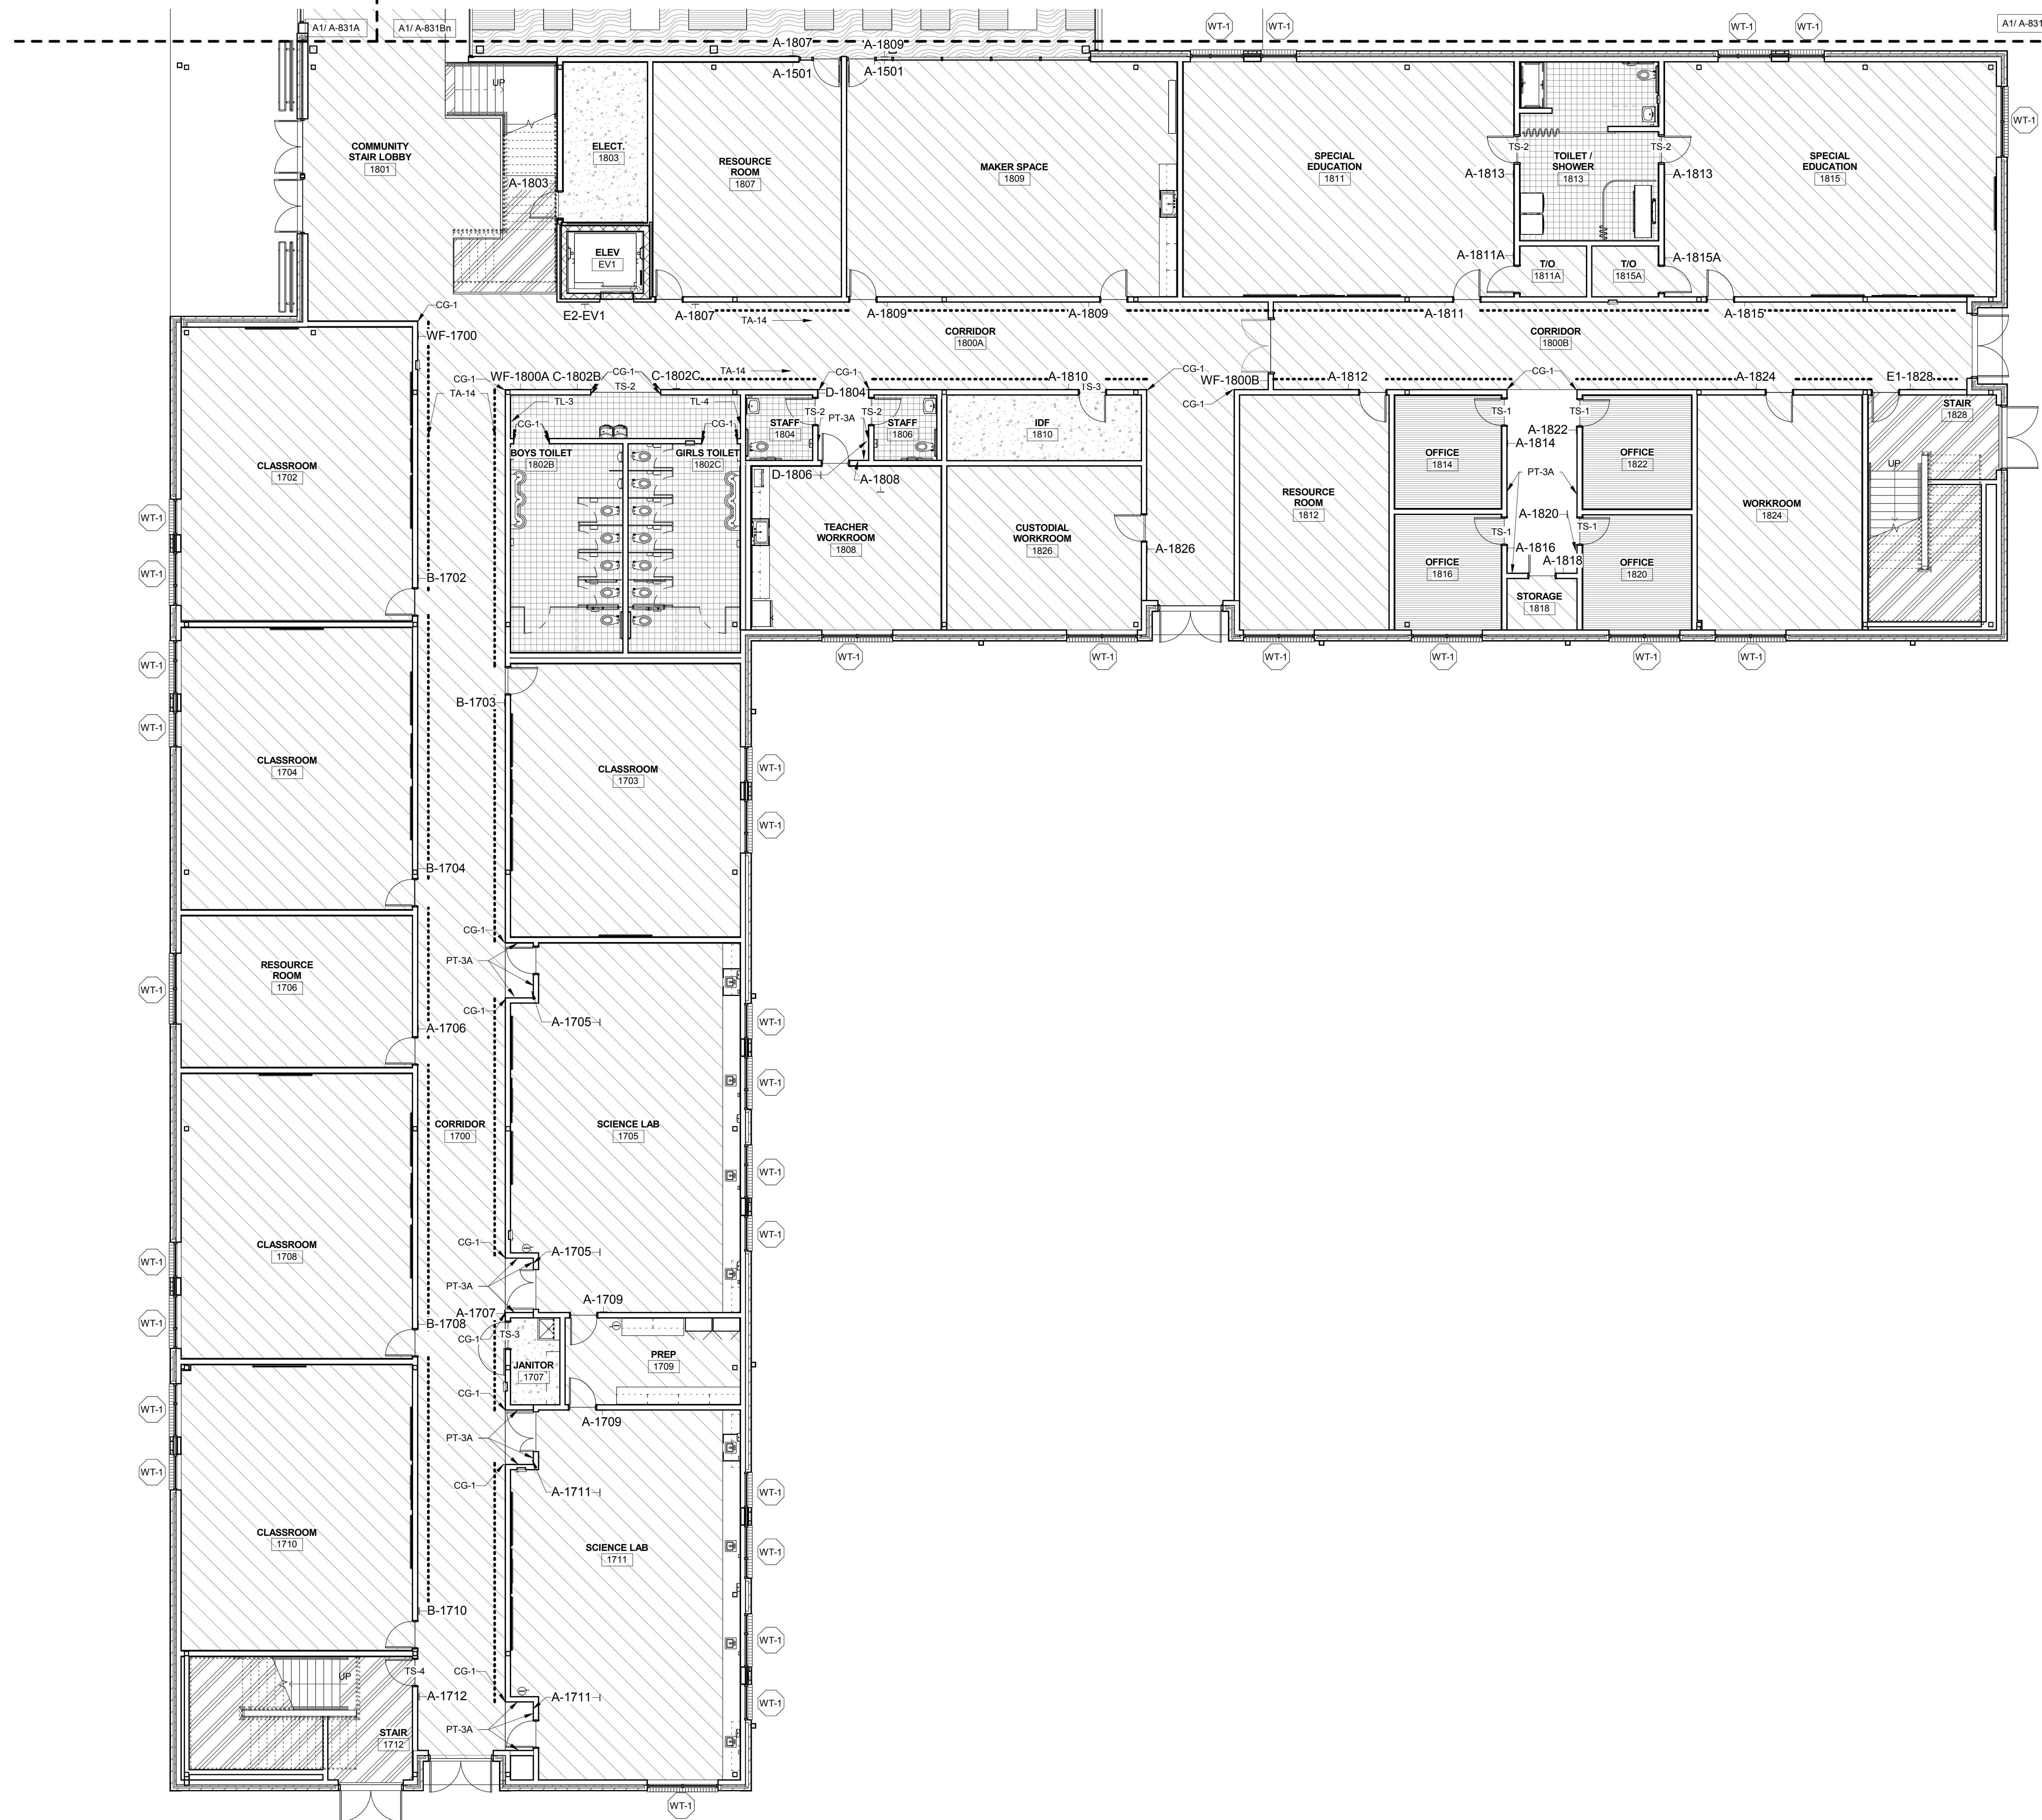 A1/ A-831A
A1/ A-831Bn
WT-1
WT-1
WT-1
WT-1
A1/ A-831
A-1807
A-1809
A-1501
A-1501
UP
COMMUNITY
STAIR LOBBY
1801
ELECT.
1803
A-1803
RESOURCE
ROOM
1807
MAKER SPACE
1809
SPECIAL
EDUCATION
1811
TS-2
TOILET /
SHOWER
1813
TS-2
A-1813
A-1813
SPECIAL
EDUCATION
1815
WT-1
ELEV
EV1
A-1811A
T/O
1811A
T/O
1815A
A-1815A
CG-1
E2-EV1
A-1807
TA-14
A-1809
A-1809
A-1811
A-1815
WF-1700
CORRIDOR
1800A
CORRIDOR
1800B
CG-1
WF-1800A
C-1802B
CG-1
TS-2
C-1802C
TA-14
CG-1
D-1804
A-1810
TS-3
CG-1
WF-1800B
CG-1
A-1812
CG-1
A-1824
E1-1828
TA-14
TL-3
TL-4
CG-1
CG-1
STAFF
1804
TS-2
PT-3A
TS-2
STAFF
1806
IDF
1810
TS-1
TS-1
A-1822
A-1814
STAIR
1828
UP
CLASSROOM
1702
BOYS TOILET
1802B
GIRLS TOILET
1802C
D-1806
A-1808
OFFICE
1814
PT-3A
OFFICE
1822
RESOURCE
ROOM
1812
WORKROOM
1824
WT-1
TEACHER
WORKROOM
1808
CUSTODIAL
WORKROOM
1826
A-1826
A-1820
TS-1
TS-1
A-1816
A-1818
OFFICE
1816
OFFICE
1820
STORAGE
1818
WT-1
B-1702
WT-1
WT-1
WT-1
WT-1
WT-1
WT-1
WT-1
B-1703
WT-1
CLASSROOM
1704
CLASSROOM
1703
WT-1
WT-1
B-1704
CG-1
PT-3A
RESOURCE
ROOM
1706
WT-1
CG-1
A-1705
WT-1
A-1706
WT-1
CORRIDOR
1700
SCIENCE LAB
1705
WT-1
CLASSROOM
1708
WT-1
CG-1
A-1705
WT-1
PT-3A
A-1709
A-1707
WT-1
B-1708
CG-1
TS-3
JANITOR
1707
PREP
1709
WT-1
CG-1
A-1709
PT-3A
WT-1
CG-1
A-1711
WT-1
CLASSROOM
1710
SCIENCE LAB
1711
WT-1
B-1710
WT-1
TS-4
CG-1
UP
A-1712
A-1711
WT-1
STAIR
1712
PT-3A
WT-1